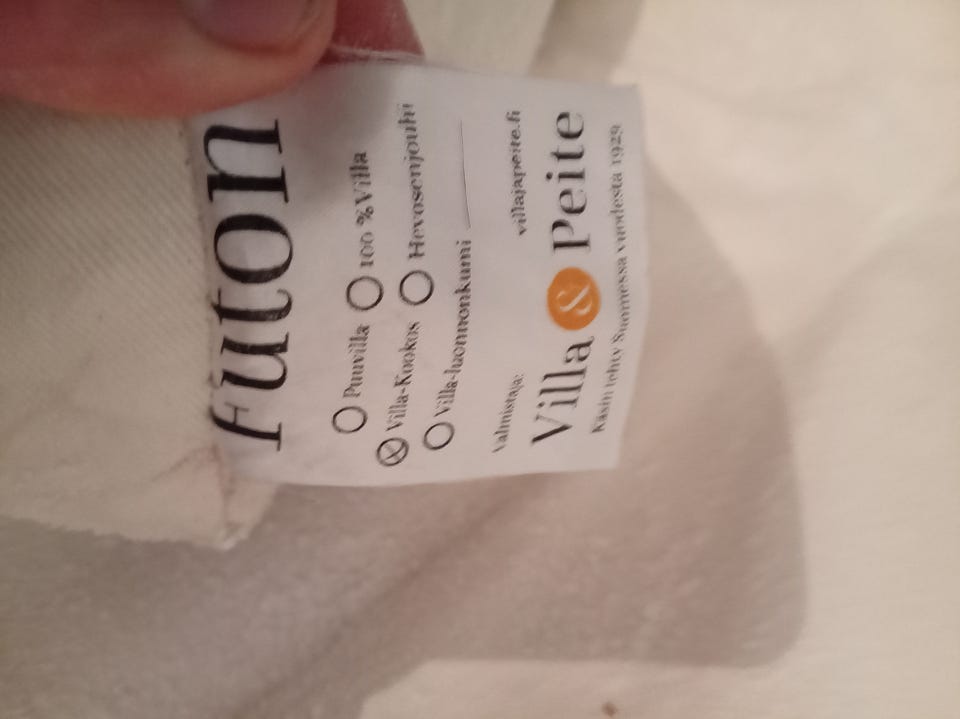 Futon
Puuvilla 100 % Villa
Villa-Kookos Hevosenjouhi
Villa-luonnonkumi
Valmistaja: villajapeite.fi
Villa & Peite
Käsin tehty Suomessa vuodesta 1929